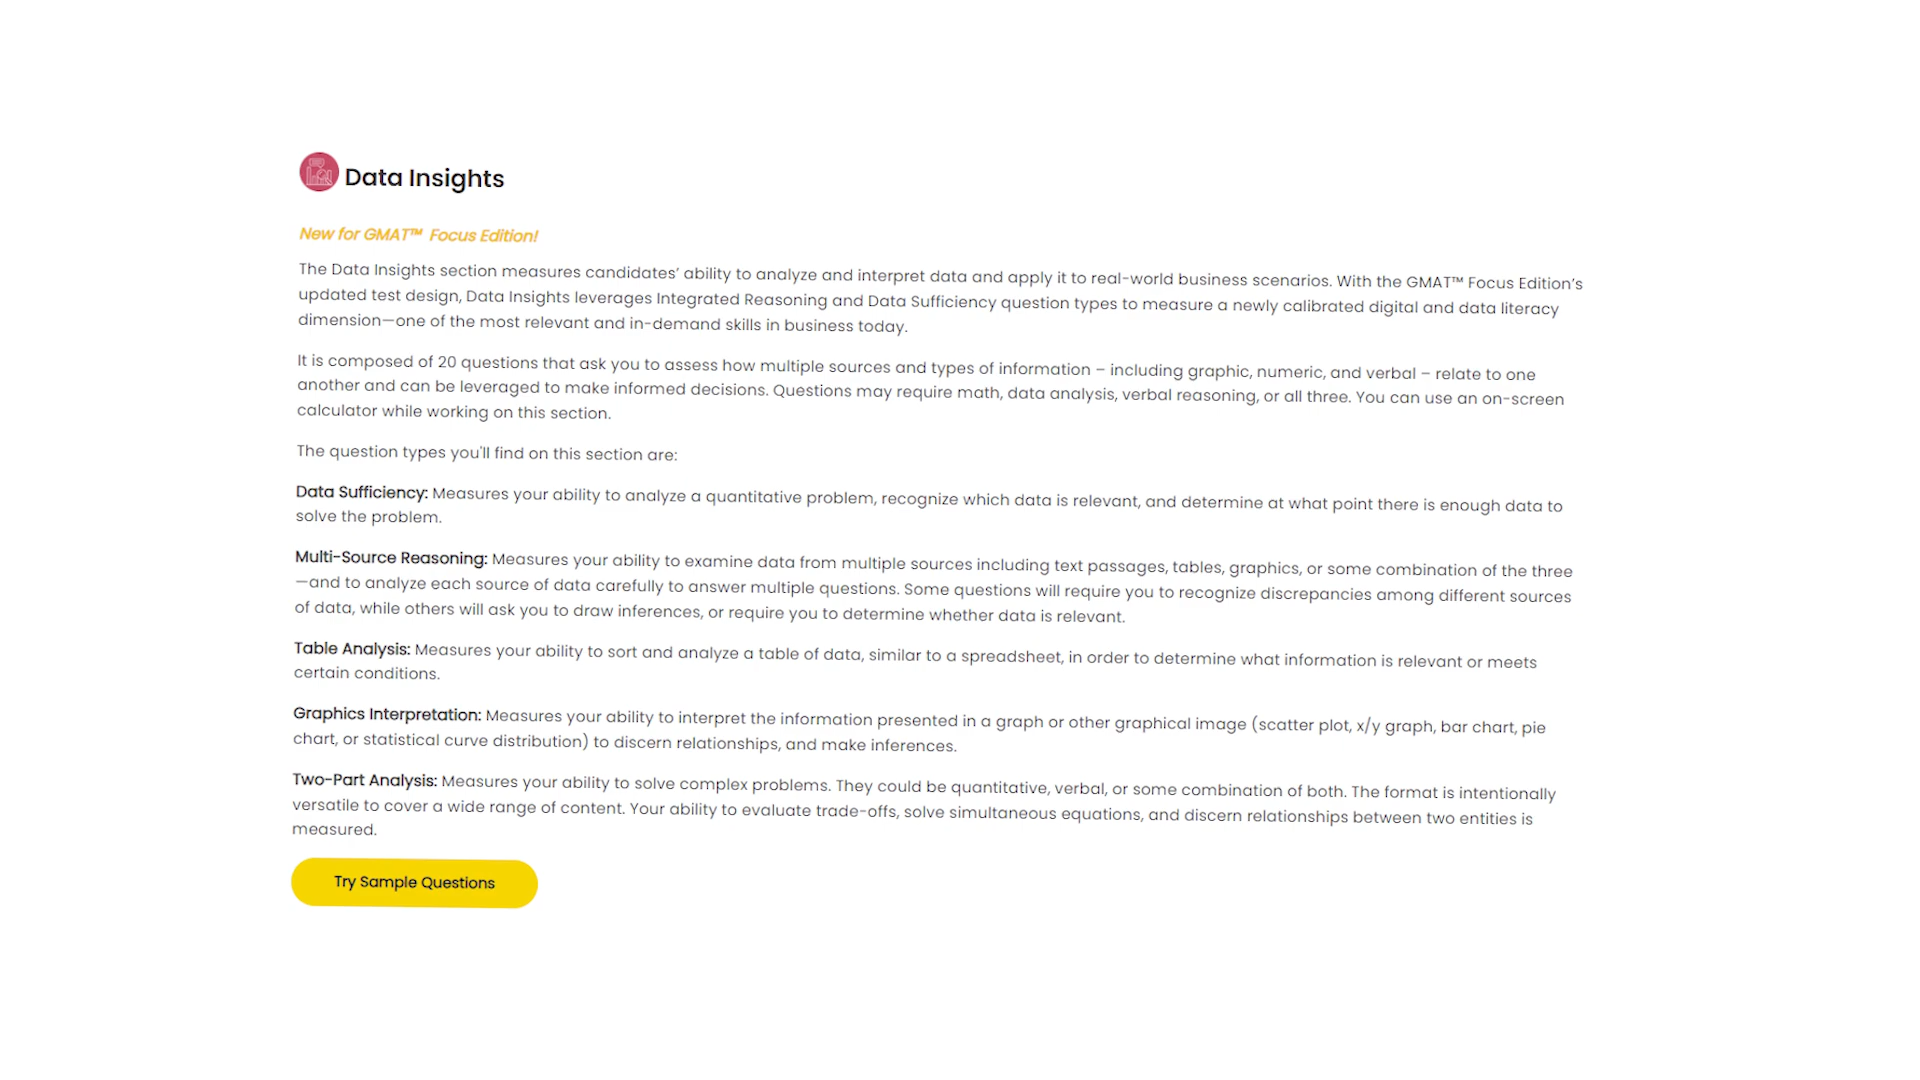 Data Insights
New for GMAT™ Focus Edition!
The Data Insights section measures candidates’ ability to analyze and interpret data and apply it to real-world business scenarios. With the GMAT™ Focus Edition’s
updated test design, Data Insights leverages Integrated Reasoning and Data Sufficiency question types to measure a newly calibrated digital and data literacy
dimension—one of the most relevant and in-demand skills in business today.
It is composed of 20 questions that ask you to assess how multiple sources and types of information – including graphic, numeric, and verbal – relate to one
another and can be leveraged to make informed decisions. Questions may require math, data analysis, verbal reasoning, or all three. You can use an on-screen
calculator while working on this section.
The question types you'll find on this section are:
Data Sufficiency: Measures your ability to analyze a quantitative problem, recognize which data is relevant, and determine at what point there is enough data to
solve the problem.
Multi-Source Reasoning: Measures your ability to examine data from multiple sources including text passages, tables, graphics, or some combination of the three
—and to analyze each source of data carefully to answer multiple questions. Some questions will require you to recognize discrepancies among different sources
of data, while others will ask you to draw inferences, or require you to determine whether data is relevant.
Table Analysis: Measures your ability to sort and analyze a table of data, similar to a spreadsheet, in order to determine what information is relevant or meets
certain conditions.
Graphics Interpretation: Measures your ability to interpret the information presented in a graph or other graphical image (scatter plot, x/y graph, bar chart, pie
chart, or statistical curve distribution) to discern relationships, and make inferences.
Two-Part Analysis: Measures your ability to solve complex problems. They could be quantitative, verbal, or some combination of both. The format is intentionally
versatile to cover a wide range of content. Your ability to evaluate trade-offs, solve simultaneous equations, and discern relationships between two entities is
measured.
Try Sample Questions